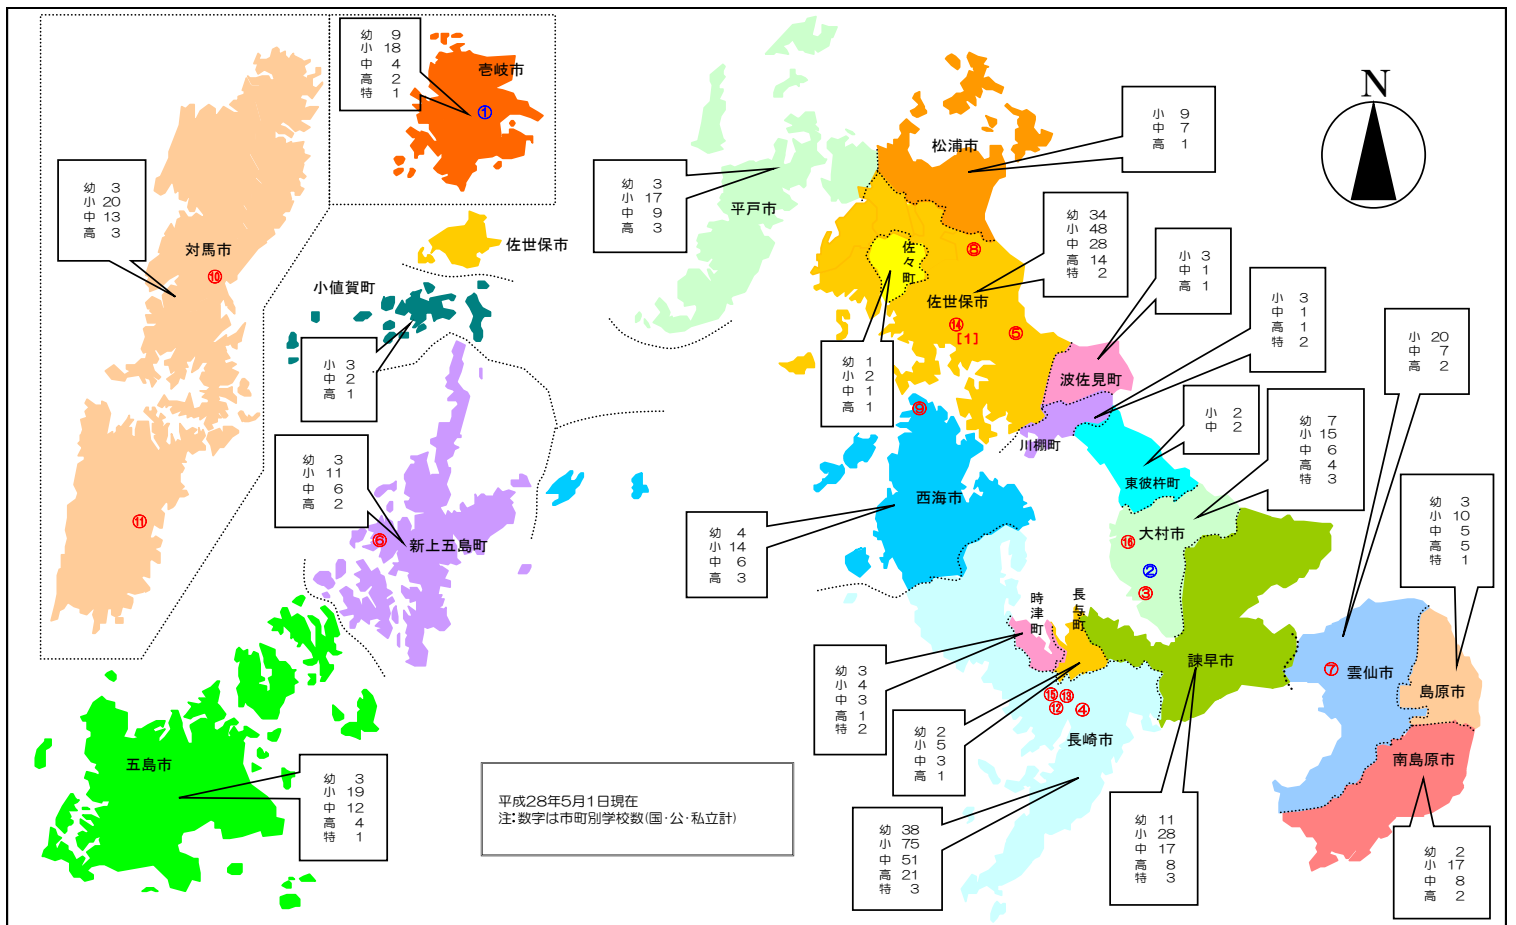 幼 9
小 18
中 4
高 2
特 1
壱岐市
①
N
小 9
中 7
高 1
松浦市
幼 3
小 20
中 13
高 3
対馬市
⑩
⑪
幼 3
小 17
中 9
高 3
平戸市
佐世保市
小値賀町
小 3
中 2
高 1
幼 34
小 48
中 28
高 14
特 2
佐々町
⑧
佐世保市
⑭
[1]
⑤
小 3
中 1
高 1
小 3
中 1
高 1
特 2
幼 1
小 2
中 1
高 1
波佐見町
川棚町
小 2
中 2
東彼杵町
幼 7
小 15
中 6
高 4
特 3
小 20
中 7
高 2
幼 3
小 11
中 6
高 2
⑥
新上五島町
⑨
西海市
幼 4
小 14
中 6
高 3
大村市
⑯
②
③
幼 3
小 10
中 5
高 5
特 1
時津町
長与町
諫早市
⑦
雲仙市
島原市
南島原市
幼 3
小 4
中 3
高 1
特 2
⑮
⑬
⑫
④
長崎市
幼 2
小 5
中 3
高 1
五島市
幼 3
小 19
中 12
高 4
特 1
平成28年5月1日現在
注:数字は市町別学校数(国・公・私立計)
幼 38
小 75
中 51
高 21
特 3
幼 11
小 28
中 17
高 8
特 3
幼 2
小 17
中 8
高 2